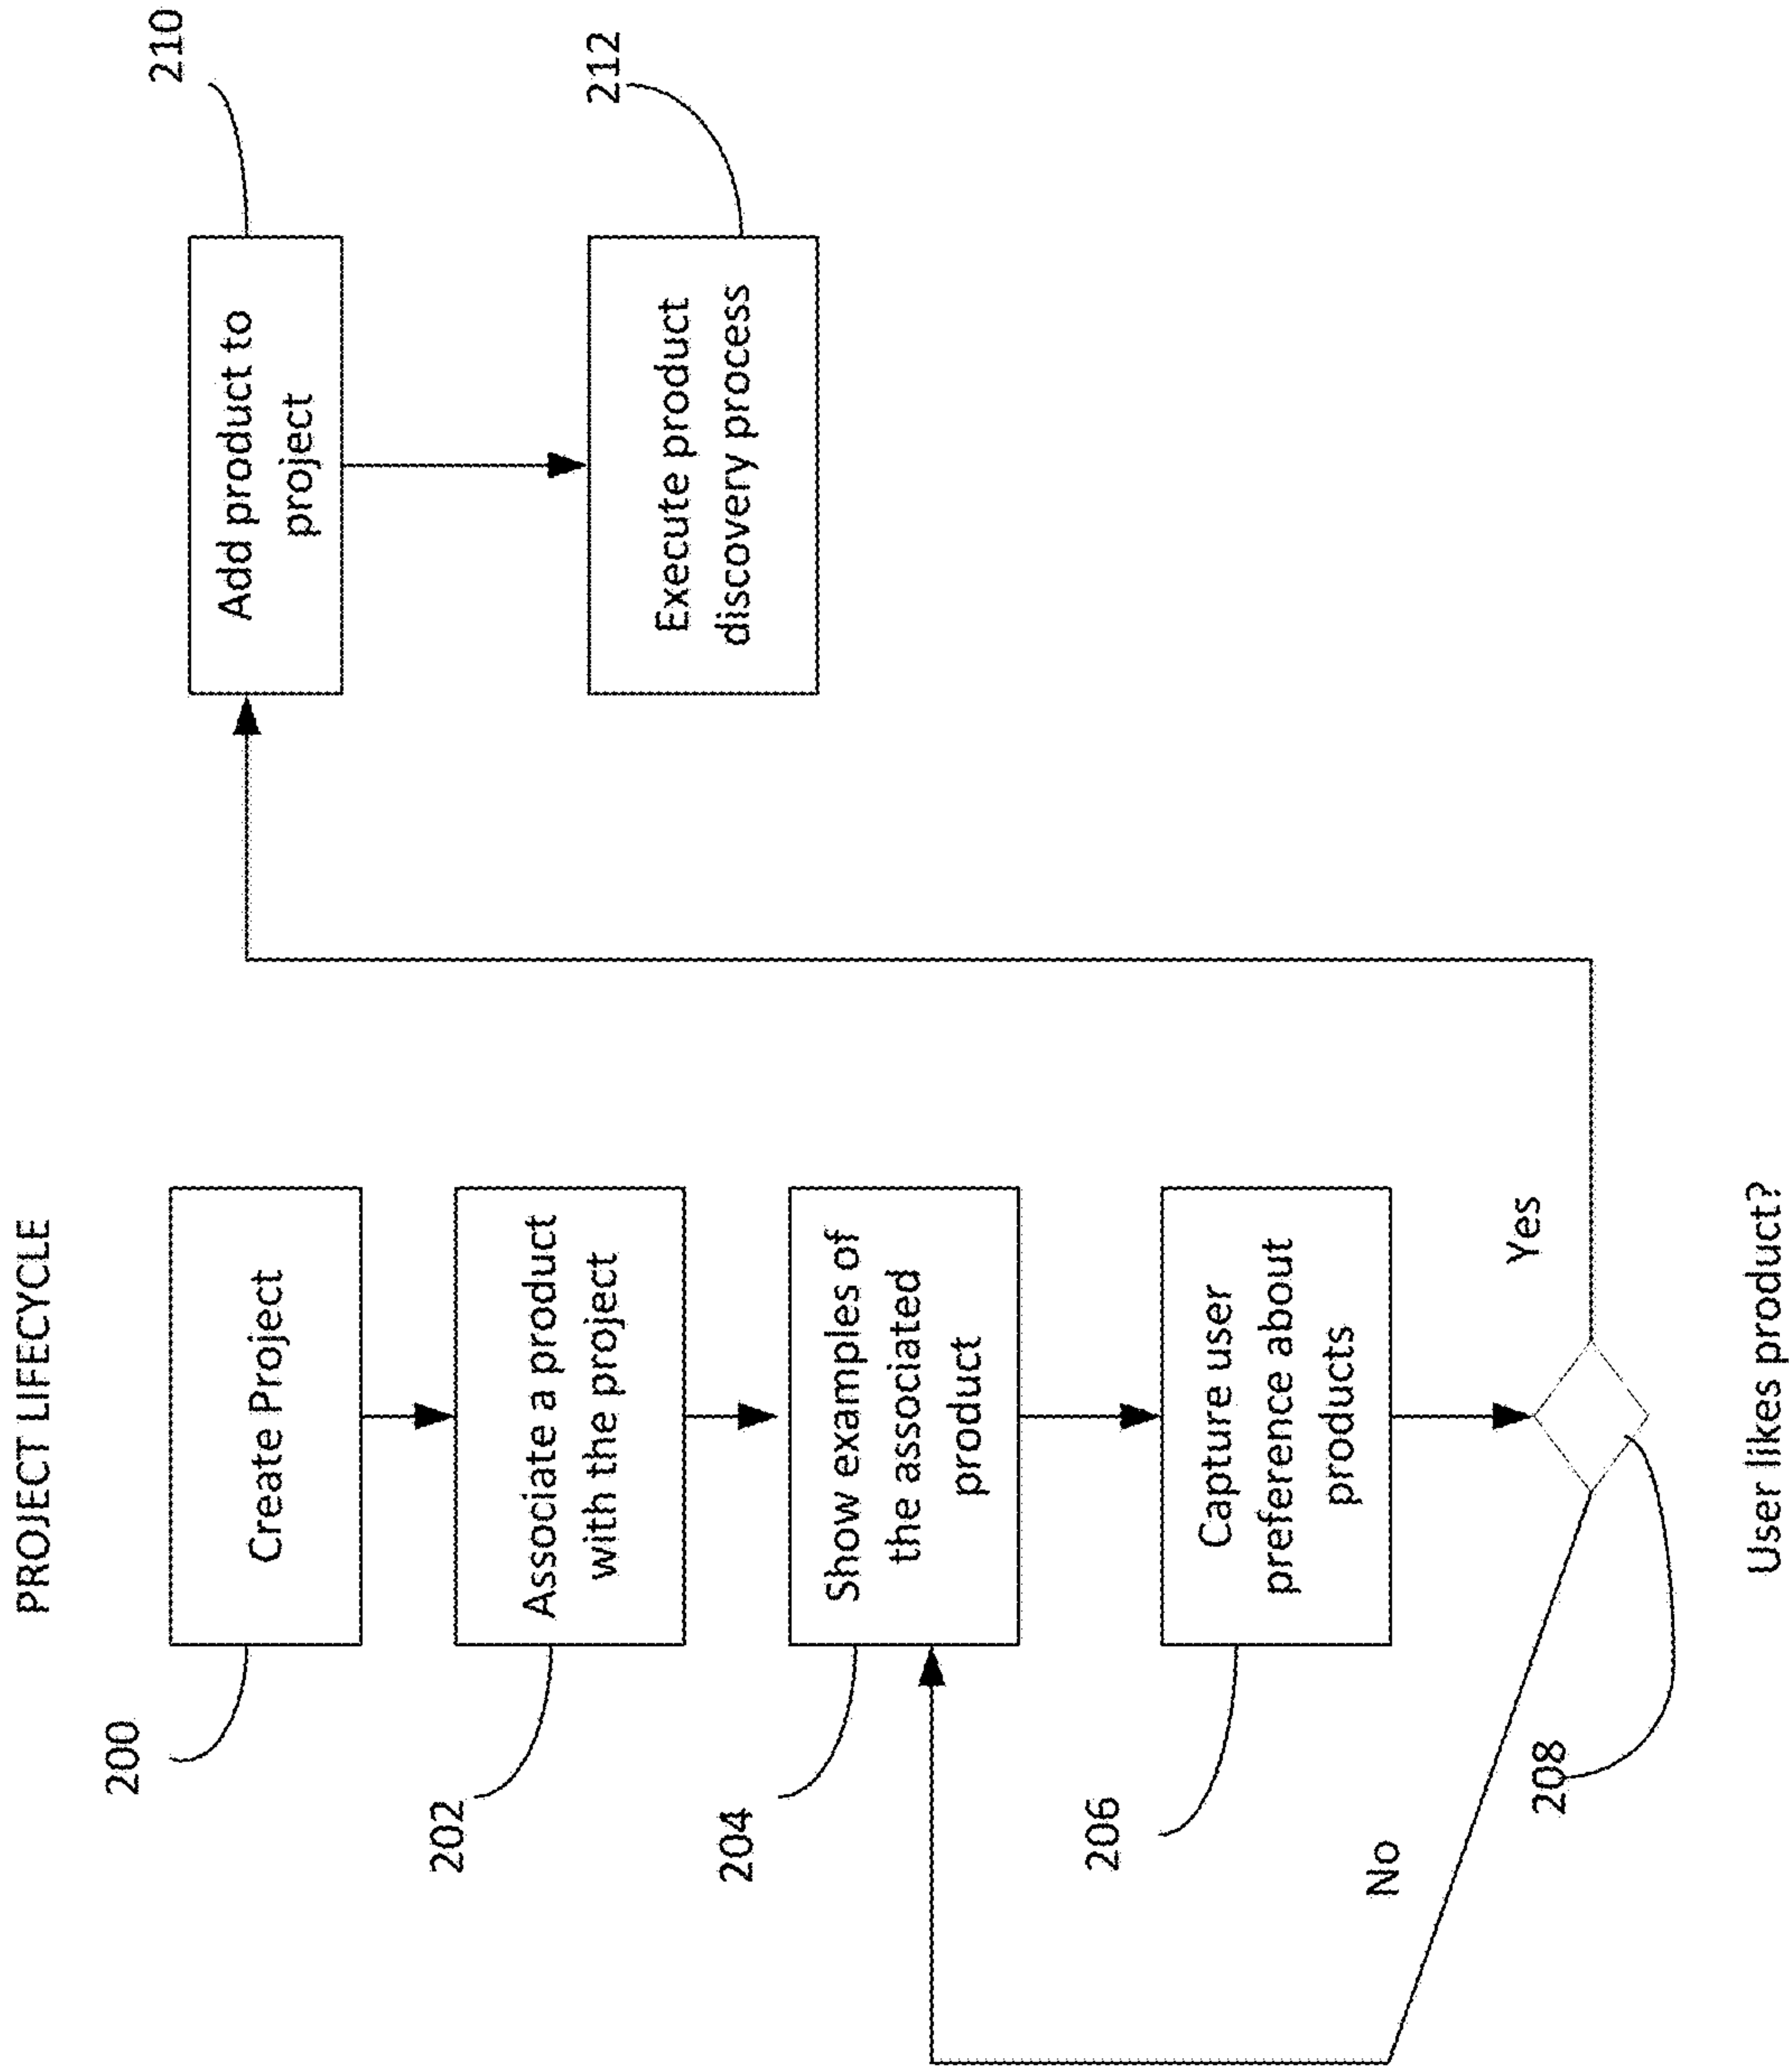 PROJECT LIFECYCLE
200
Create Project
202
Associate a product
with the project
204
Show examples of
the associated
product
206
Capture user
preference about
products
No
Yes
208
User likes product?
210
Add product to
project
212
Execute product
discovery process